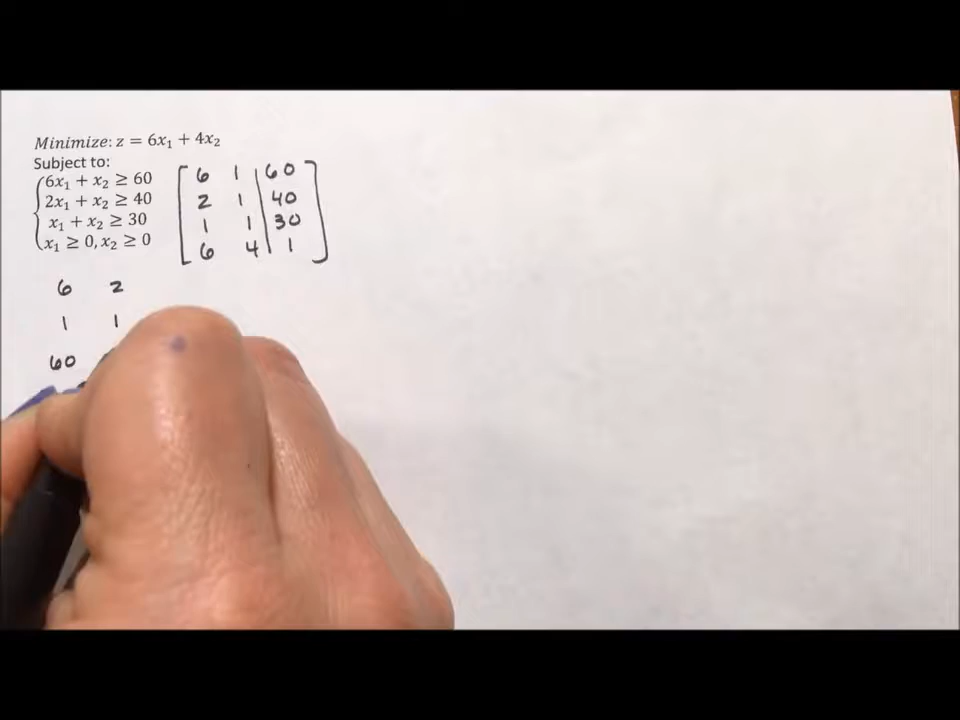 Minimize: z = 6x₁ + 4x₂
Subject to:
6x₁ + x₂ ≥ 60
2x₁ + x₂ ≥ 40
x₁ + x₂ ≥ 30
x₁ ≥ 0, x₂ ≥ 0
6 1 | 60
2 1 | 40
1 1 | 30
6 4 | 1
6 2
1 1
60